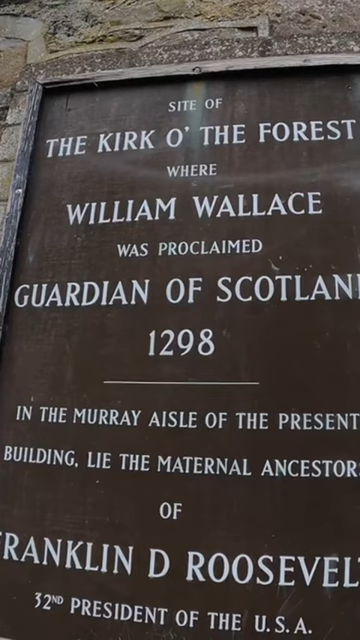 SITE OF
THE KIRK O' THE FOREST
WHERE
WILLIAM WALLACE
WAS PROCLAIMED
GUARDIAN OF SCOTLAND
1298
IN THE MURRAY AISLE OF THE PRESENT
BUILDING, LIE THE MATERNAL ANCESTORS
OF
FRANKLIN D ROOSEVELT
32ND PRESIDENT OF THE U.S.A.